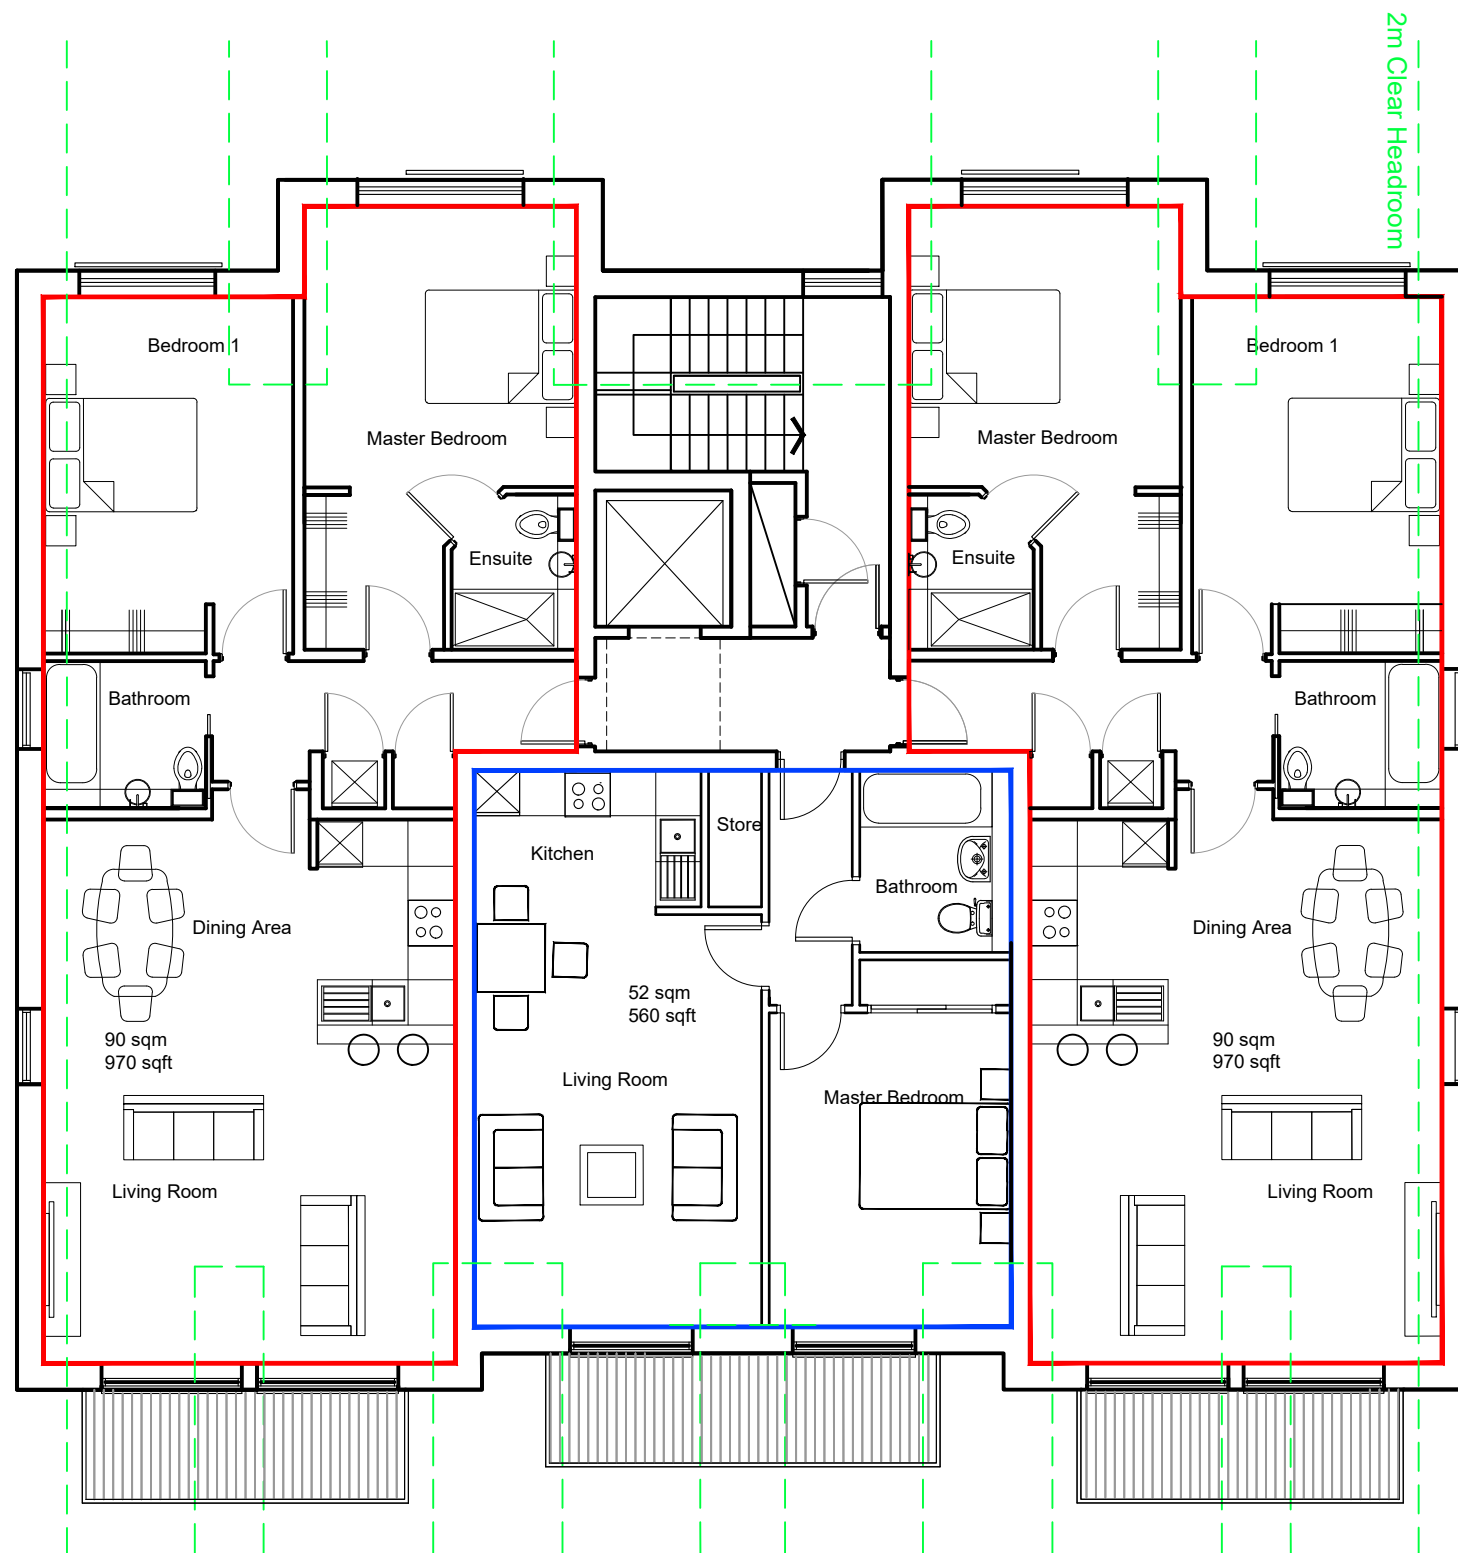 2m Clear Headroom
Bedroom 1
Bedroom 1
Master Bedroom
Master Bedroom
Ensuite
Ensuite
Bathroom
Bathroom
Store
Kitchen
Bathroom
Dining Area
Dining Area
52 sqm
560 sqft
90 sqm
970 sqft
90 sqm
970 sqft
Living Room
Master Bedroom
Living Room
Living Room